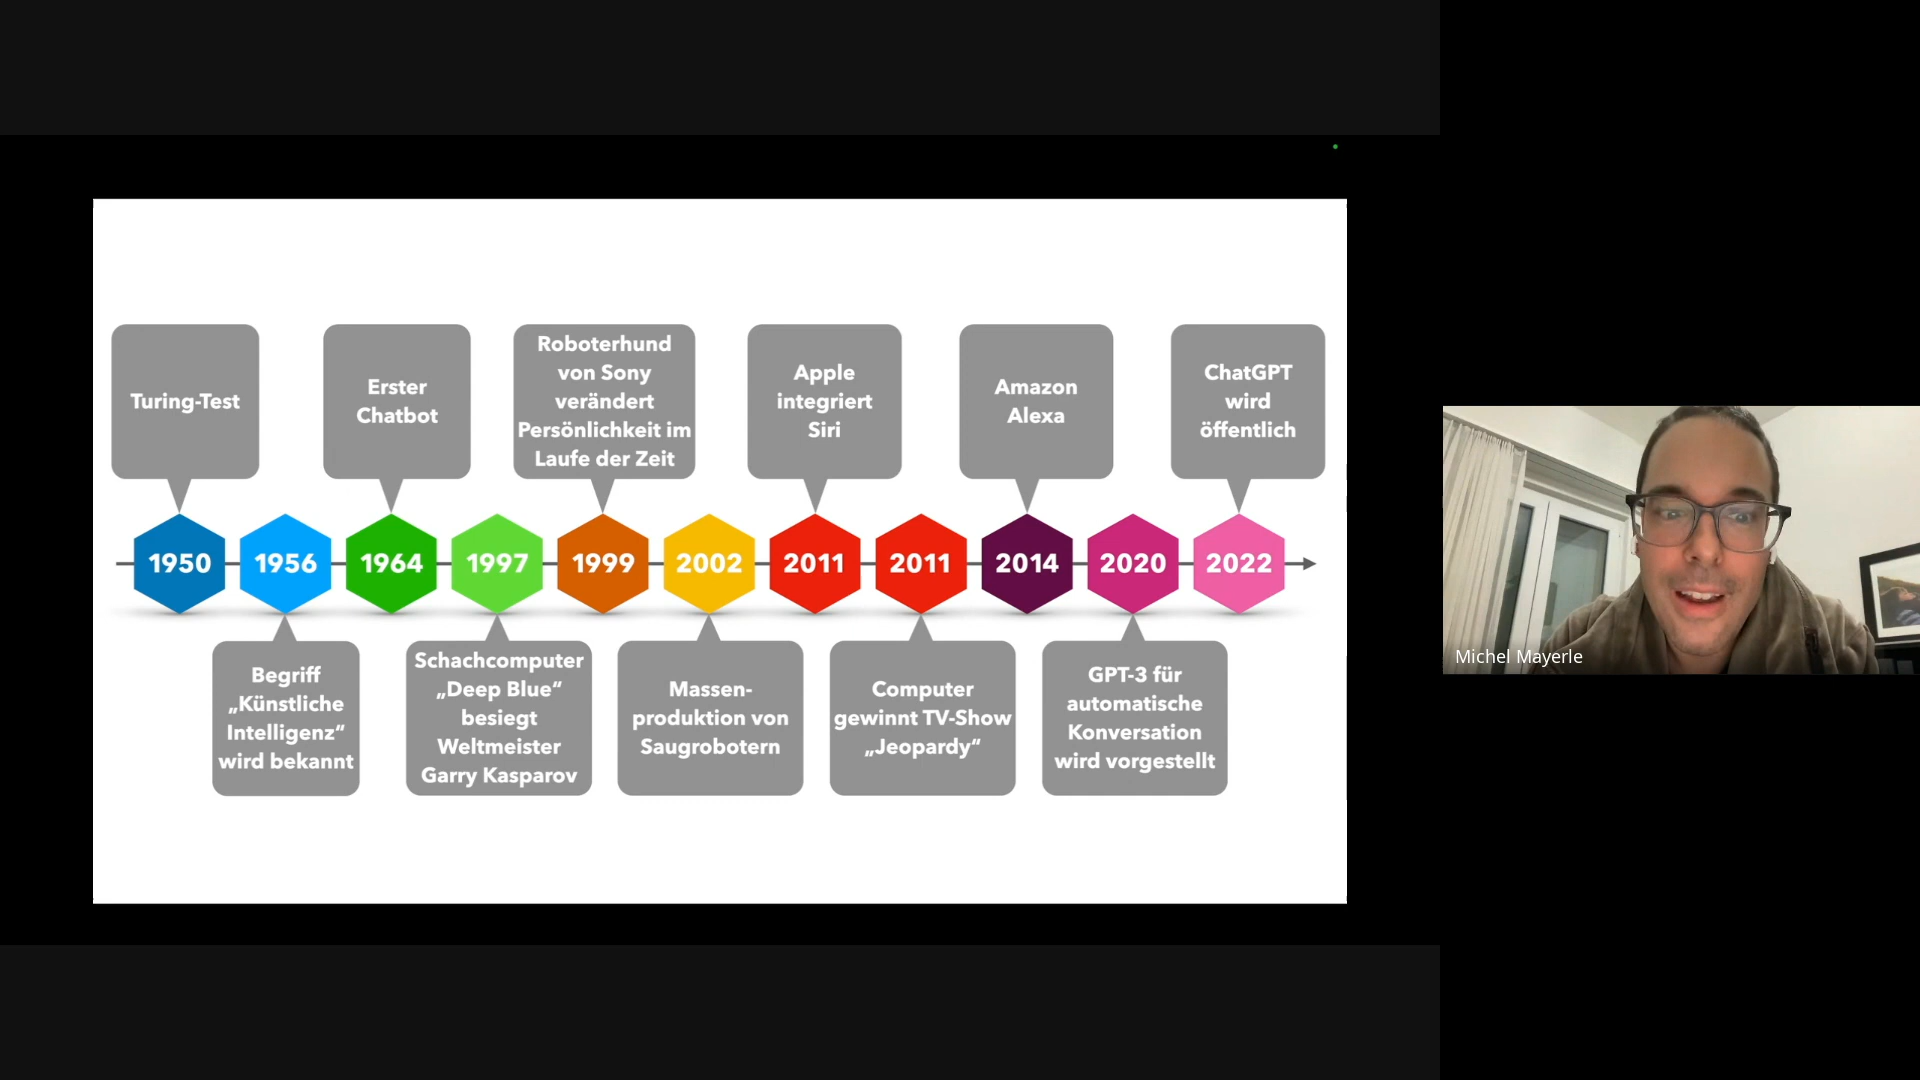 Turing-Test
Erster
Chatbot
Roboterhund
von Sony
verändert
Persönlichkeit im
Laufe der Zeit
Apple
integriert
Siri
Amazon
Alexa
ChatGPT
wird
öffentlich
1950
1956
1964
1997
1999
2002
2011
2011
2014
2020
2022
Begriff
„Künstliche
Intelligenz“
wird bekannt
Schachcomputer
„Deep Blue“
besiegt
Weltmeister
Garry Kasparov
Massen-
produktion von
Saugrobotern
Computer
gewinnt TV-Show
„Jeopardy“
GPT-3 für
automatische
Konversation
wird vorgestellt
Michel Mayerle